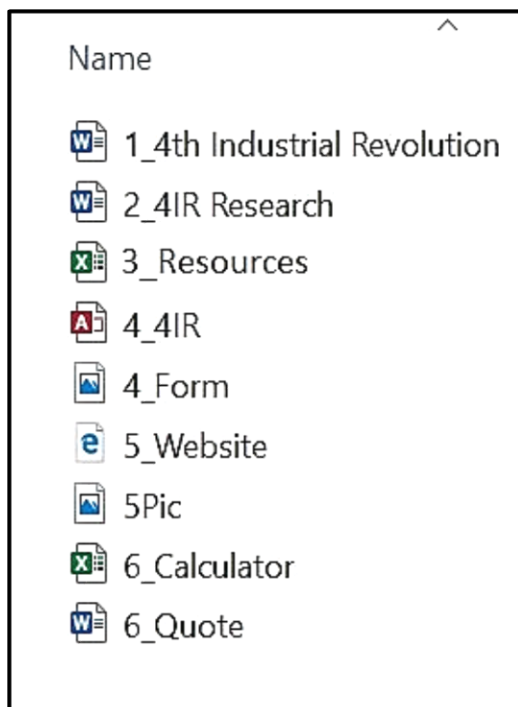 Name
1_4th Industrial Revolution
2_4IR Research
3_Resources
4_4IR
4_Form
5_Website
5Pic
6_Calculator
6_Quote